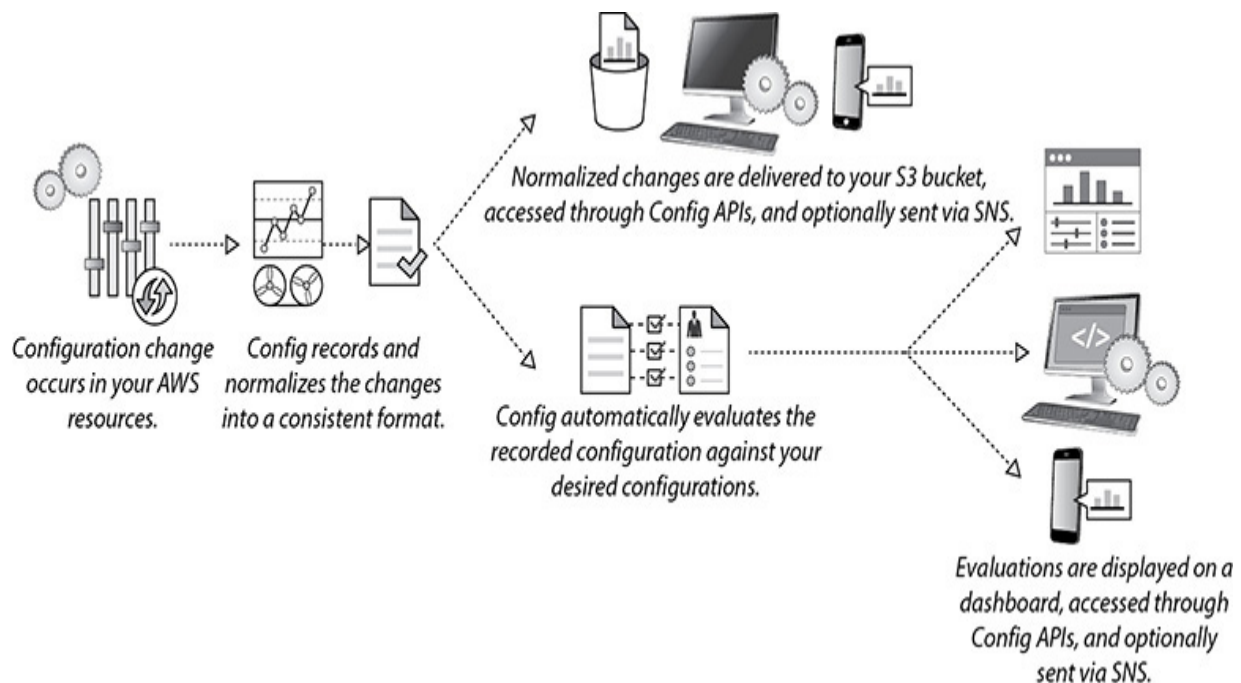 Normalized changes are delivered to your S3 bucket,
accessed through Config APIs, and optionally sent via SNS.
Configuration change
occurs in your AWS
resources.
Config records and
normalizes the changes
into a consistent format.
Config automatically evaluates the
recorded configuration against your
desired configurations.
</>
Evaluations are displayed on a
dashboard, accessed through
Config APIs, and optionally
sent via SNS.